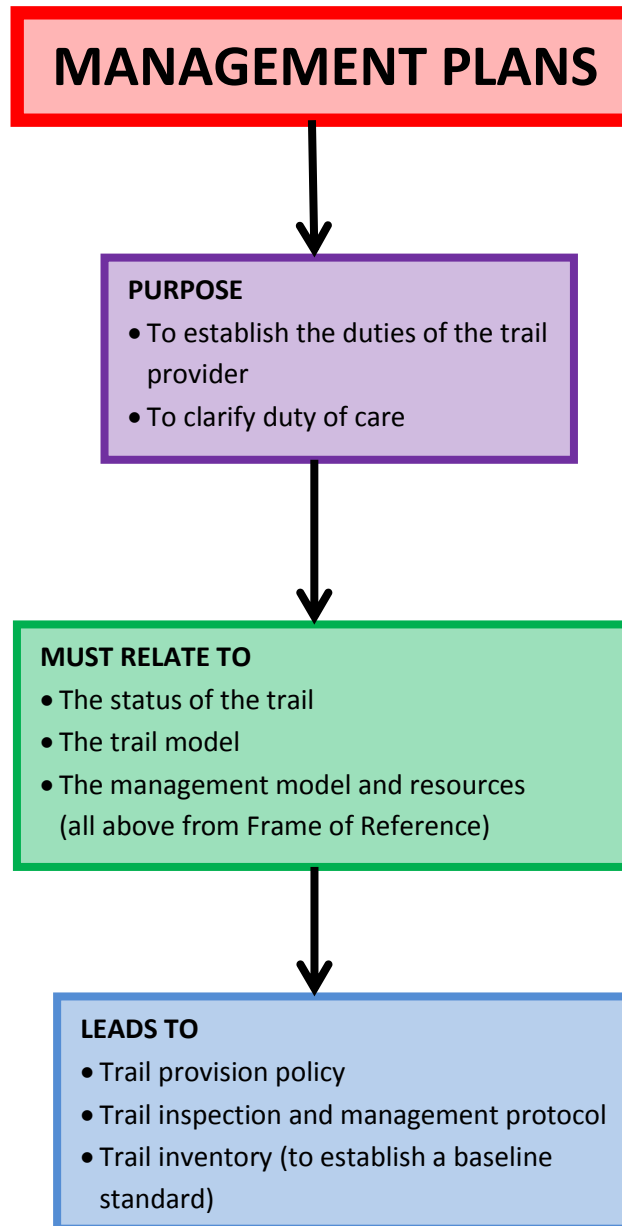 MANAGEMENT PLANS
PURPOSE
• To establish the duties of the trail
provider
• To clarify duty of care
MUST RELATE TO
• The status of the trail
• The trail model
• The management model and resources
(all above from Frame of Reference)
LEADS TO
• Trail provision policy
• Trail inspection and management protocol
• Trail inventory (to establish a baseline
standard)